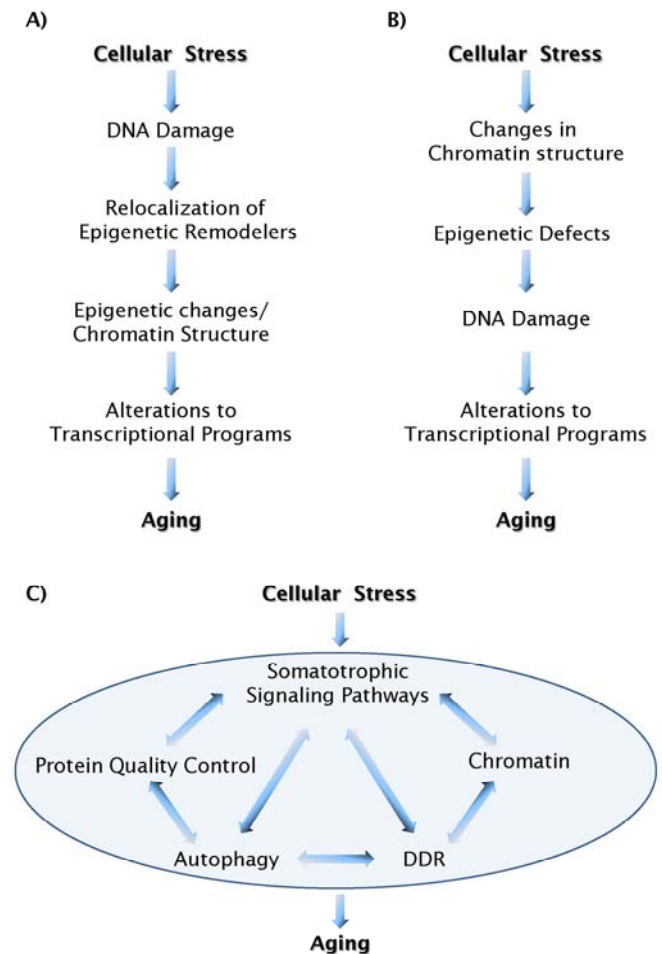 A)
Cellular Stress
DNA Damage
Relocalization of
Epigenetic Remodelers
Epigenetic changes/
Chromatin Structure
Alterations to
Transcriptional Programs
Aging
B)
Cellular Stress
Changes in
Chromatin structure
Epigenetic Defects
DNA Damage
Alterations to
Transcriptional Programs
Aging
C)
Cellular Stress
Somatotrophic
Signaling Pathways
Protein Quality Control
Chromatin
Autophagy
DDR
Aging